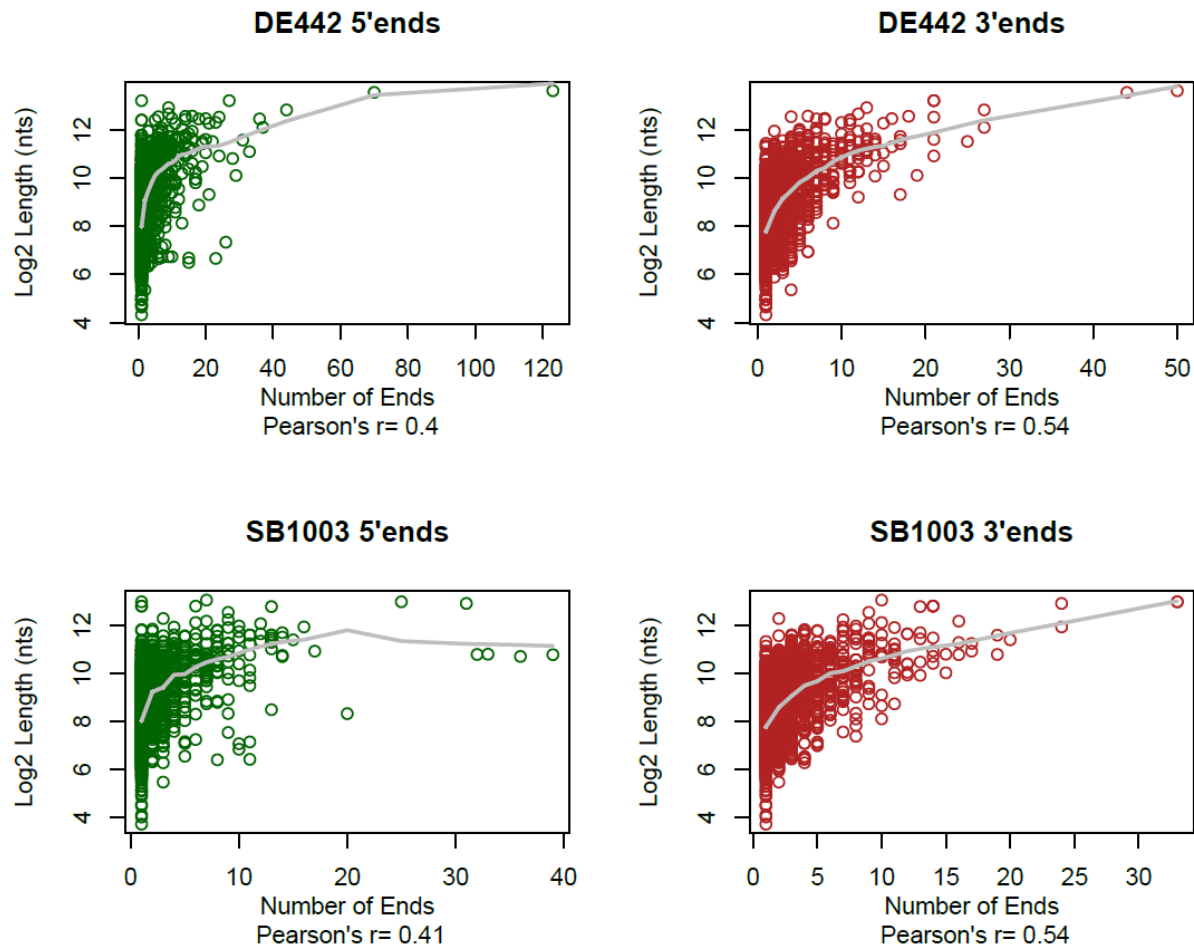 DE442 5'ends
Log2 Length (nts)
4 6 8 10 12
0 20 40 60 80 100 120
Number of Ends
Pearson's r= 0.4
DE442 3'ends
Log2 Length (nts)
4 6 8 10 12
0 10 20 30 40 50
Number of Ends
Pearson's r= 0.54
SB1003 5'ends
Log2 Length (nts)
4 6 8 10 12
0 10 20 30 40
Number of Ends
Pearson's r= 0.41
SB1003 3'ends
Log2 Length (nts)
4 6 8 10 12
0 5 10 15 20 25 30
Number of Ends
Pearson's r= 0.54